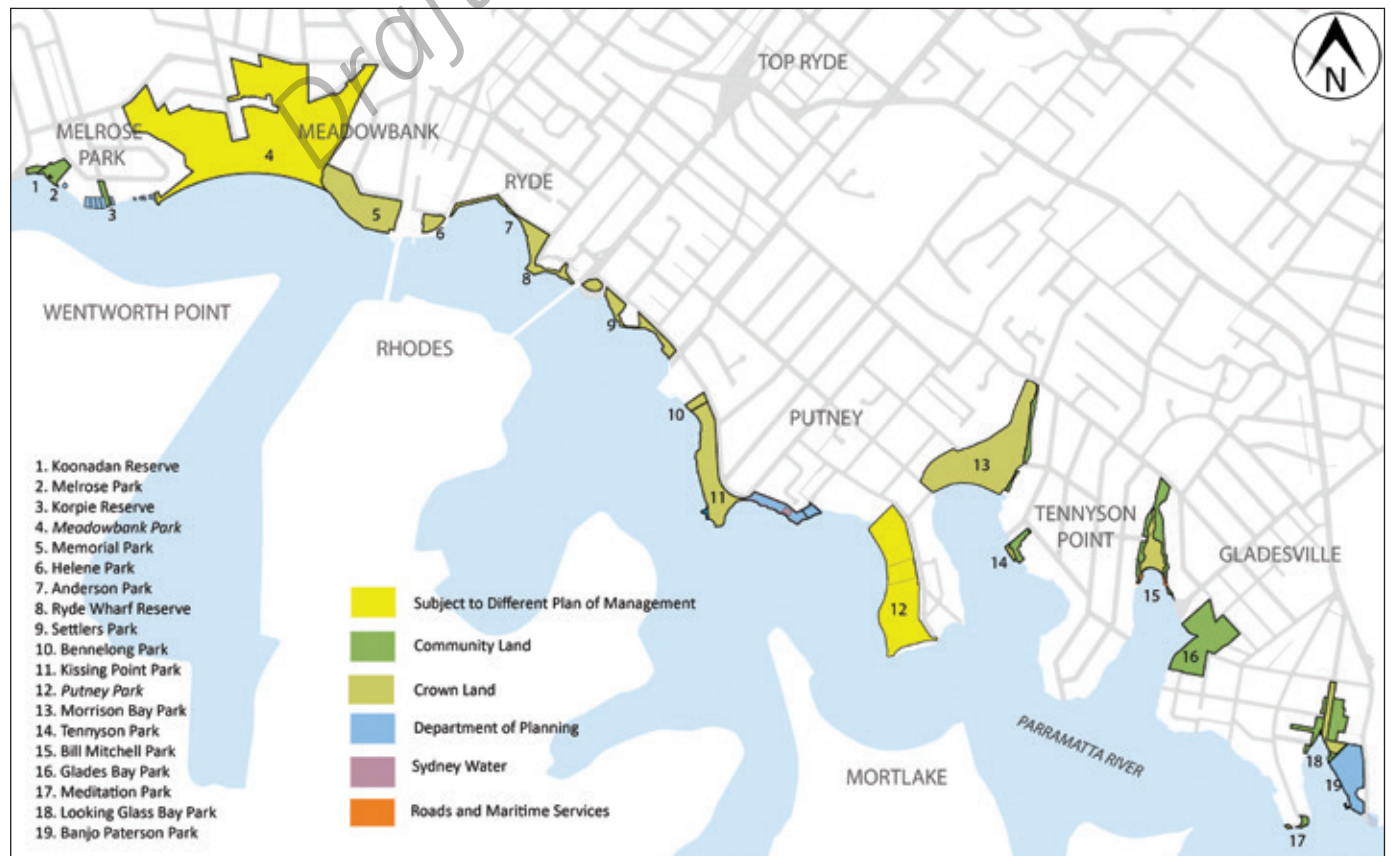 Draft
N
TOP RYDE
MELROSE
PARK
MEADOWBANK
4
1
2
3
RYDE
5
6
7
8
WENTWORTH POINT
RHODES
9
10
PUTNEY
11
13
TENNYSON
POINT
14
GLADESVILLE
15
12
16
PARRAMATTA RIVER
MORTLAKE
18
19
17
1. Koonadan Reserve
2. Melrose Park
3. Korpie Reserve
4. Meadowbank Park
5. Memorial Park
6. Helene Park
7. Anderson Park
8. Ryde Wharf Reserve
9. Settlers Park
10. Bennelong Park
11. Kissing Point Park
12. Putney Park
13. Morrison Bay Park
14. Tennyson Park
15. Bill Mitchell Park
16. Glades Bay Park
17. Meditation Park
18. Looking Glass Bay Park
19. Banjo Paterson Park
Subject to Different Plan of Management
Community Land
Crown Land
Department of Planning
Sydney Water
Roads and Maritime Services